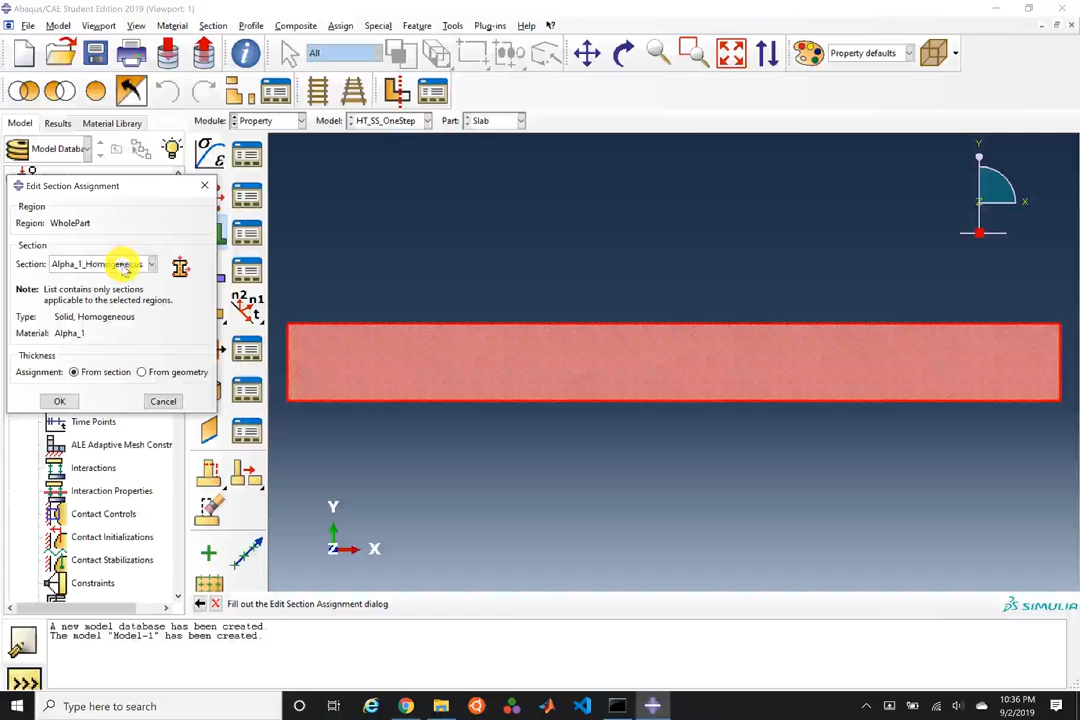 Abaqus/CAE Student Edition 2019 [Viewport: 1]
File Model Viewport View Material Section Profile Composite Assign Special Feature Tools Plug-ins Help
All Property defaults
Model Results Material Library Module: Property Model: HT_SS_OneStep Part: Slab
Model Databa
Edit Section Assignment
Region
Region: WholePart
Section
Section: Alpha_1_Homogeneous
Note: List contains only sections
applicable to the selected regions.
Type: Solid, Homogeneous
Material: Alpha_1
Thickness
Assignment: From section From geometry
OK Cancel
Time Points
ALE Adaptive Mesh Constr
Interactions
Interaction Properties
Contact Controls
Contact Initializations
Contact Stabilizations
Constraints
σ
ε
n2 n1
t
Y
Z X
Y
Z X
Fill out the Edit Section Assignment dialog
SIMULIA
A new model database has been created.
The model "Model-1" has been created.
>>>
Type here to search
10:36 PM
9/2/2019